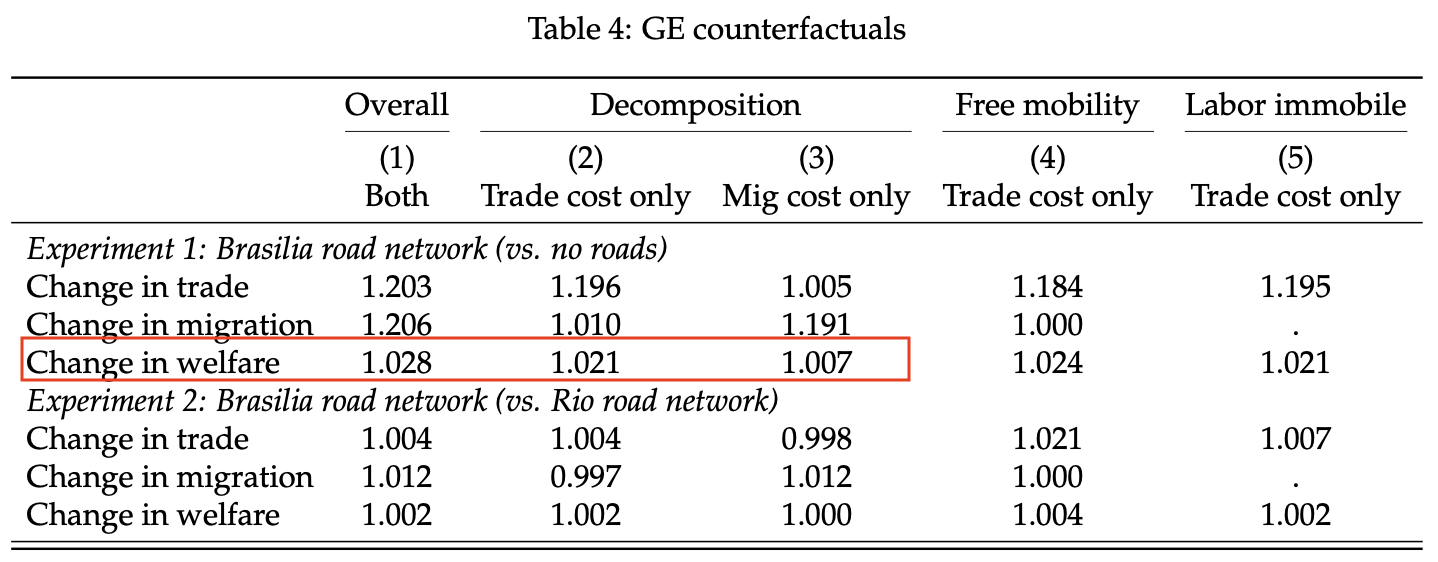 Table 4: GE counterfactuals
Overall Decomposition Free mobility Labor immobile
(1) (2) (3) (4) (5)
Both Trade cost only Mig cost only Trade cost only Trade cost only
Experiment 1: Brasilia road network (vs. no roads)
Change in trade 1.203 1.196 1.005 1.184 1.195
Change in migration 1.206 1.010 1.191 1.000 .
Change in welfare 1.028 1.021 1.007 1.024 1.021
Experiment 2: Brasilia road network (vs. Rio road network)
Change in trade 1.004 1.004 0.998 1.021 1.007
Change in migration 1.012 0.997 1.012 1.000 .
Change in welfare 1.002 1.002 1.000 1.004 1.002